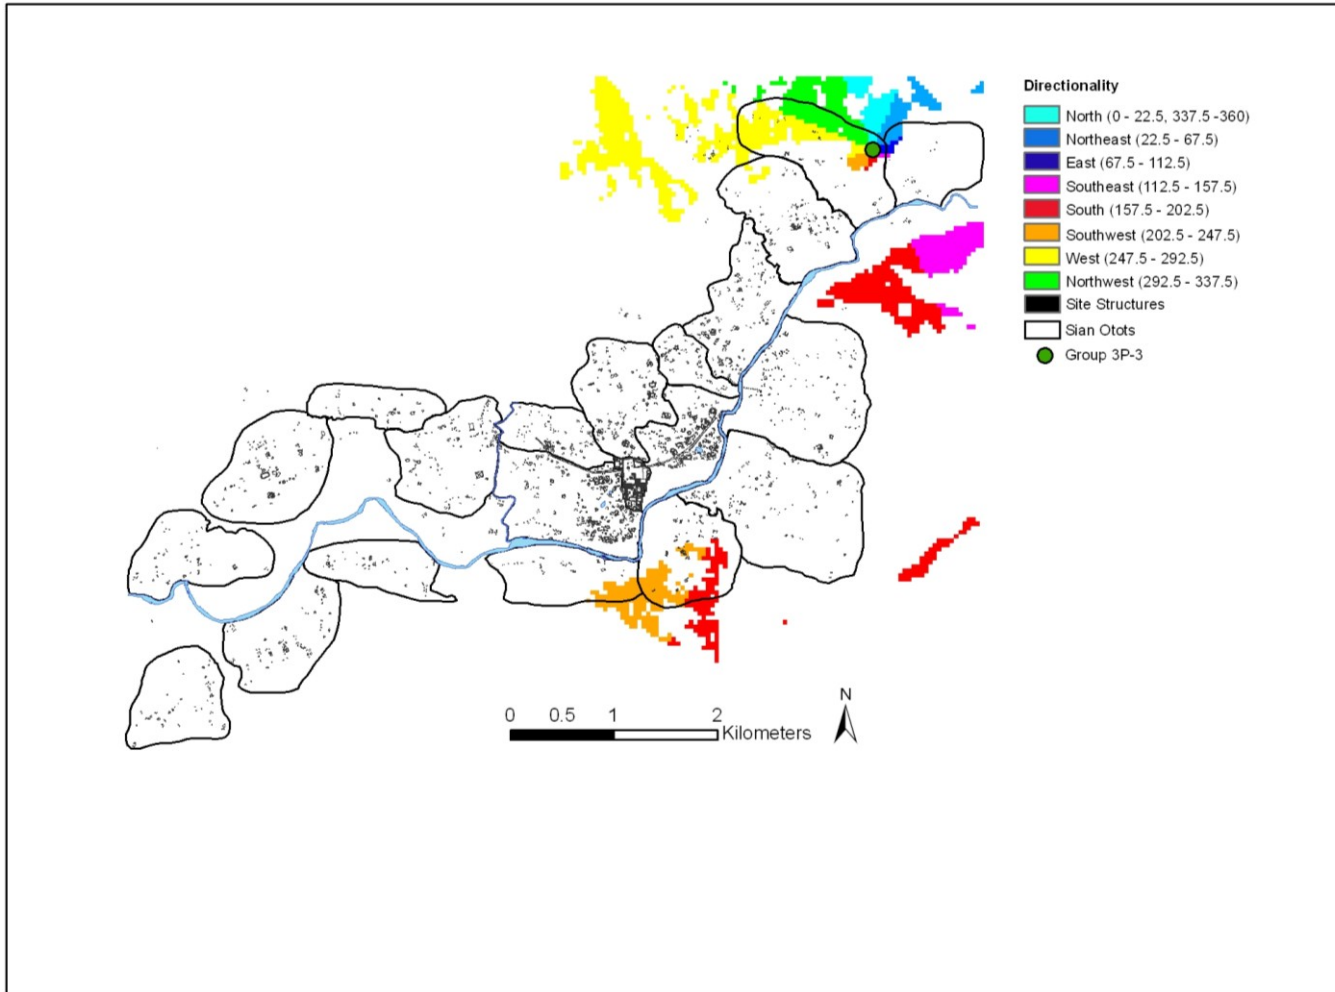 Directionality
North (0 - 22.5, 337.5 -360)
Northeast (22.5 - 67.5)
East (67.5 - 112.5)
Southeast (112.5 - 157.5)
South (157.5 - 202.5)
Southwest (202.5 - 247.5)
West (247.5 - 292.5)
Northwest (292.5 - 337.5)
Site Structures
Sian Otots
Group 3P-3
N
0 0.5 1 2
Kilometers